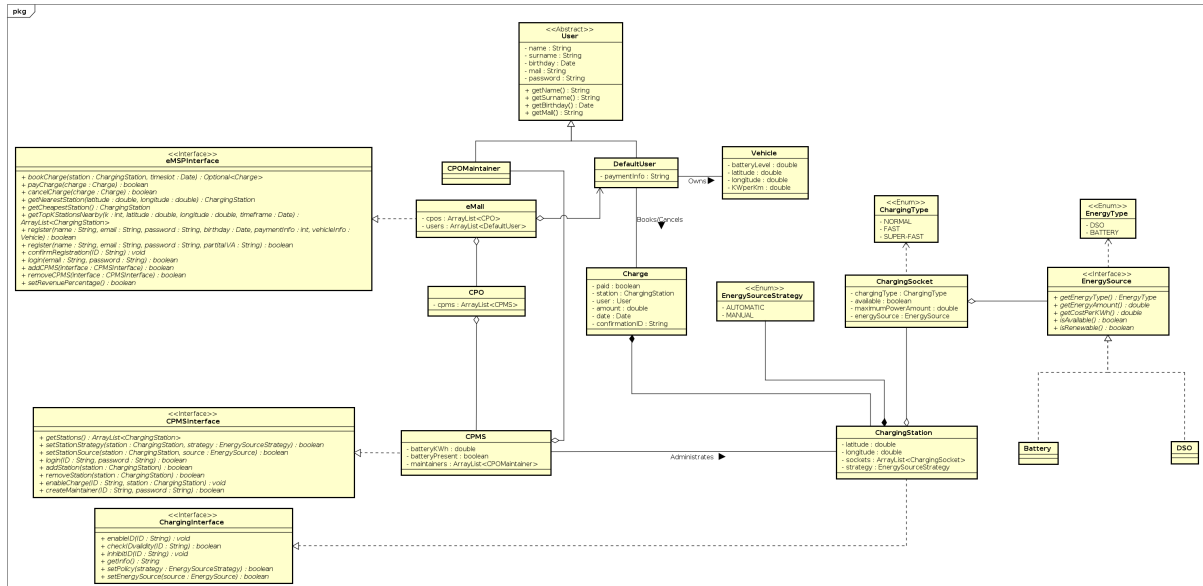 pkg
<<Abstract>>
User
- name : String
- surname : String
- birthday : Date
- mail : String
- password : String
+ getName() : String
+ getSurname() : String
+ getBirthday() : Date
+ getMail() : String
<<Interface>>
eMSPInterface
+ bookCharge(station : ChargingStation, timeslot : Date) : Optional<Charge>
+ payCharge(charge : Charge) : boolean
+ cancelCharge(charge : Charge) : boolean
+ getNearestStation(latitude : double, longitude : double) : ChargingStation
+ getCheapestStation() : ChargingStation
+ getTopKStationsNearby(k : int, latitude : double, longitude : double, timeframe : Date) :
ArrayList<ChargingStation>
+ register(name : String, email : String, password : String, birthday : Date, paymentInfo : int, vehicleInfo :
Vehicle) : boolean
+ register(name : String, email : String, password : String, partitaIVA : String) : boolean
+ confirmRegistration(ID : String) : void
+ login(email : String, password : String) : boolean
+ addCPMS(interface : CPMSInterface) : boolean
+ removeCPMS(interface : CPMSInterface) : boolean
+ setRevenuePercentage() : boolean
CPOMaintainer
DefaultUser
- paymentInfo : String
Owns
Vehicle
- batteryLevel : double
- latitude : double
- longitude : double
- KWperKm : double
eMall
- cpos : ArrayList<CPO>
- users : ArrayList<DefaultUser>
Books/Cancels
<<Enum>>
ChargingType
- NORMAL
- FAST
- SUPER-FAST
<<Enum>>
EnergyType
- DSO
- BATTERY
CPO
- cpms : ArrayList<CPMS>
Charge
- paid : boolean
- station : ChargingStation
- user : User
- amount : double
- date : Date
- confirmationID : String
<<Enum>>
EnergySourceStrategy
- AUTOMATIC
- MANUAL
ChargingSocket
- chargingType : ChargingType
- available : boolean
- maximumPowerAmount : double
- energySource : EnergySource
<<Interface>>
EnergySource
+ getEnergyType() : EnergyType
+ getEnergyAmount() : double
+ getCostPerKWh() : double
+ isAvailable() : boolean
+ isRenewable() : boolean
<<Interface>>
CPMSInterface
+ getStations() : ArrayList<ChargingStation>
+ setStationStrategy(station : ChargingStation, strategy : EnergySourceStrategy) : boolean
+ setStationSource(station : ChargingStation, source : EnergySource) : boolean
+ login(ID : String, password : String) : boolean
+ addStation(station : ChargingStation) : boolean
+ removeStation(station : ChargingStation) : boolean
+ enableCharge(ID : String, station : ChargingStation) : void
+ createMaintainer(ID : String, password : String) : boolean
CPMS
- batteryKWh : double
- batteryPresent : boolean
- maintainers : ArrayList<CPOMaintainer>
Administrates
ChargingStation
- latitude : double
- longitude : double
- sockets : ArrayList<ChargingSocket>
- strategy : EnergySourceStrategy
Battery
DSO
<<Interface>>
ChargingInterface
+ enableID(ID : String) : void
+ checkIDvalidity(ID : String) : boolean
+ inhibitID(ID : String) : void
+ getInfo() : String
+ setPolicy(strategy : EnergySourceStrategy) : boolean
+ setEnergySource(source : EnergySource) : boolean